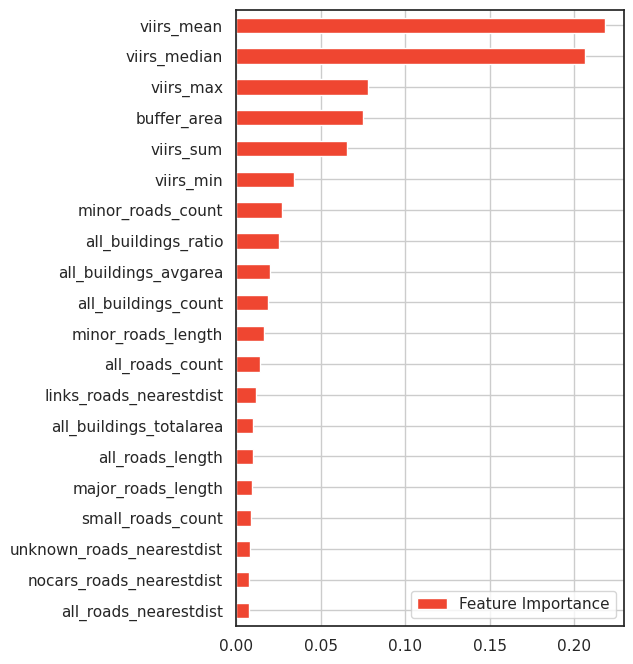 viirs_mean
viirs_median
viirs_max
buffer_area
viirs_sum
viirs_min
minor_roads_count
all_buildings_ratio
all_buildings_avgarea
all_buildings_count
minor_roads_length
all_roads_count
links_roads_nearestdist
all_buildings_totalarea
all_roads_length
major_roads_length
small_roads_count
unknown_roads_nearestdist
nocars_roads_nearestdist
all_roads_nearestdist
Feature Importance
0.00 0.05 0.10 0.15 0.20